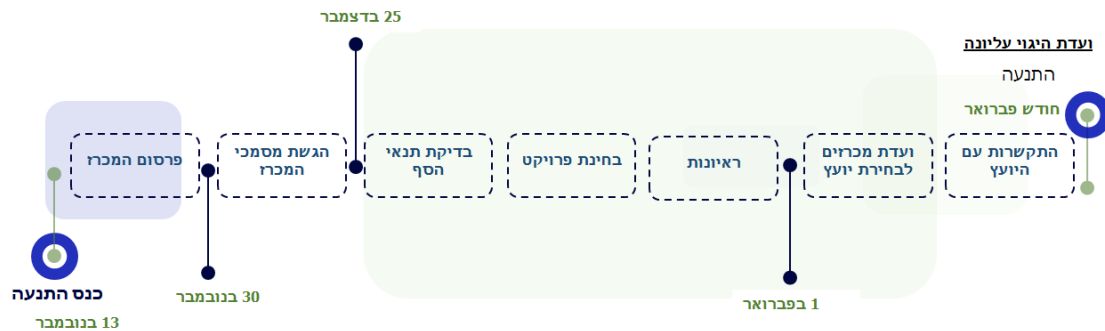 25 בדצמבר
ועדת היגוי עליונה
התנעה
חודש פברואר
פרסום המכרז
הגשת מסמכי
המכרז
בדיקת תנאי
הסף
בחינת פרויקט
ראיונות
ועדת מכרזים
לבחירת יועץ
התקשרות עם
היועץ
כנס התנעה
13 בנובמבר
30 בנובמבר
1 בפברואר